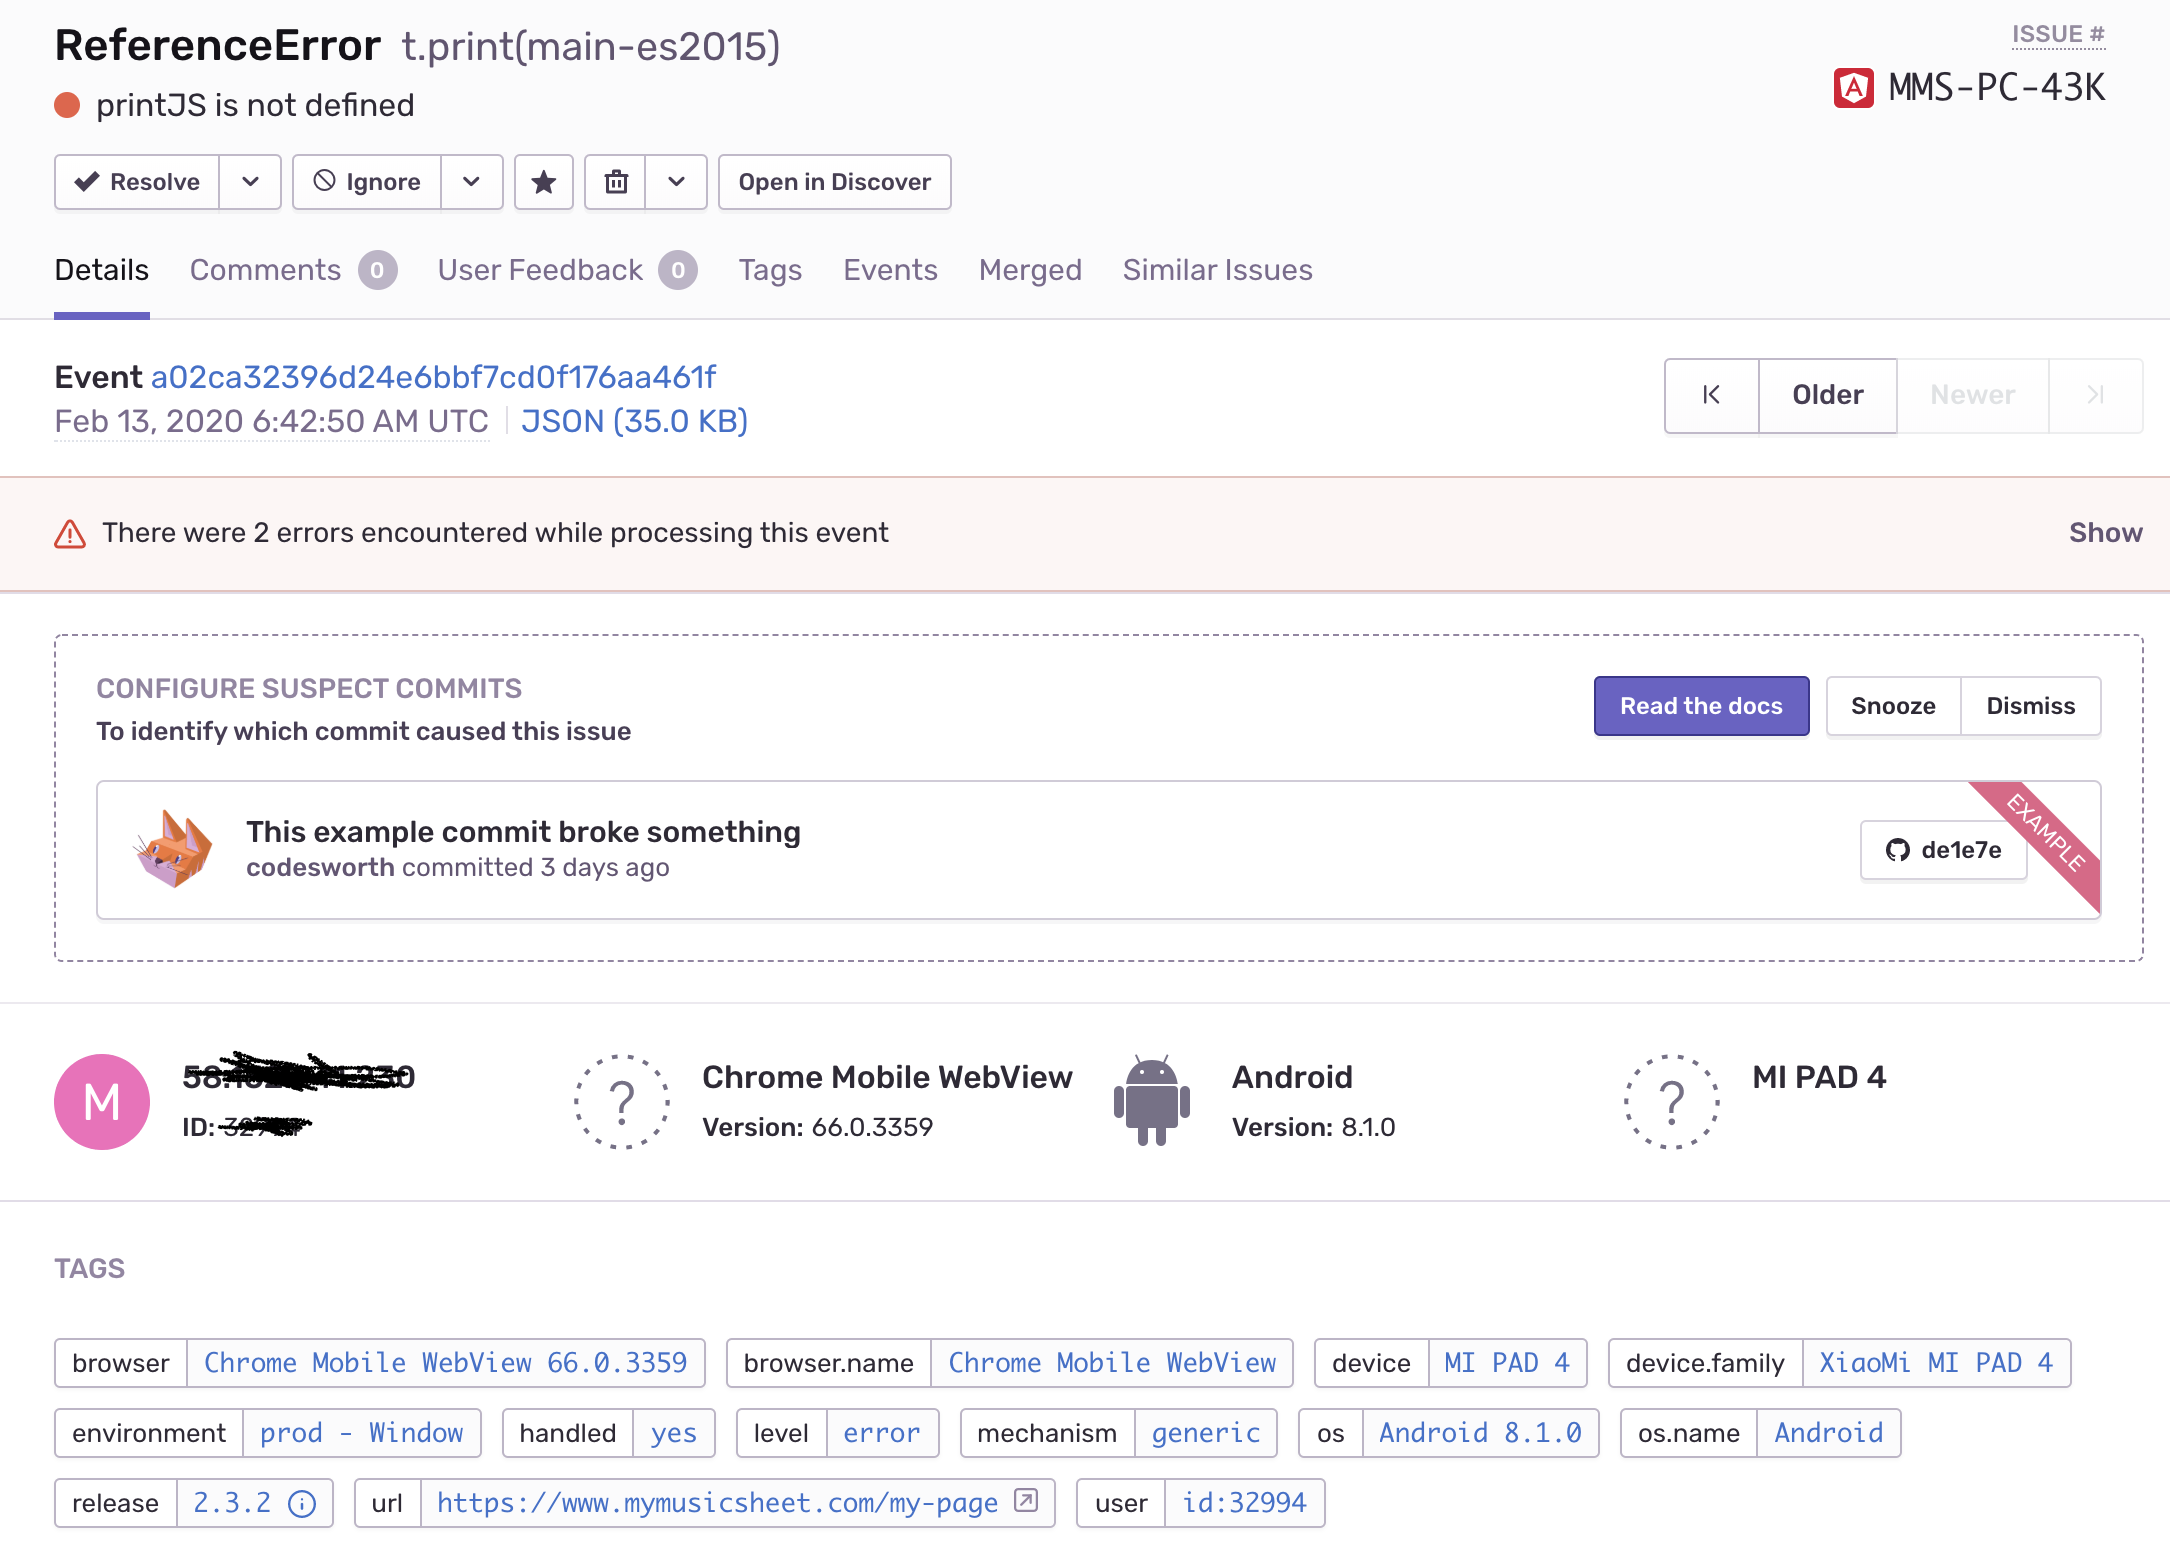 ReferenceError t.print(main-es2015)
ISSUE #
printJS is not defined
MMS-PC-43K
Resolve Ignore Open in Discover
Details Comments 0 User Feedback 0 Tags Events Merged Similar Issues
Event a02ca32396d24e6bbf7cd0f176aa461f
Feb 13, 2020 6:42:50 AM UTC JSON (35.0 KB)
Older Newer
There were 2 errors encountered while processing this event Show
CONFIGURE SUSPECT COMMITS
To identify which commit caused this issue
Read the docs Snooze Dismiss
This example commit broke something
codesworth committed 3 days ago
de1e7e
EXAMPLE
M
ID:
? Chrome Mobile WebView
Version: 66.0.3359
Android
Version: 8.1.0
? MI PAD 4
TAGS
browser Chrome Mobile WebView 66.0.3359 browser.name Chrome Mobile WebView device MI PAD 4 device.family XiaoMi MI PAD 4
environment prod - Window handled yes level error mechanism generic os Android 8.1.0 os.name Android
release 2.3.2 url https://www.mymusicsheet.com/my-page user id:32994